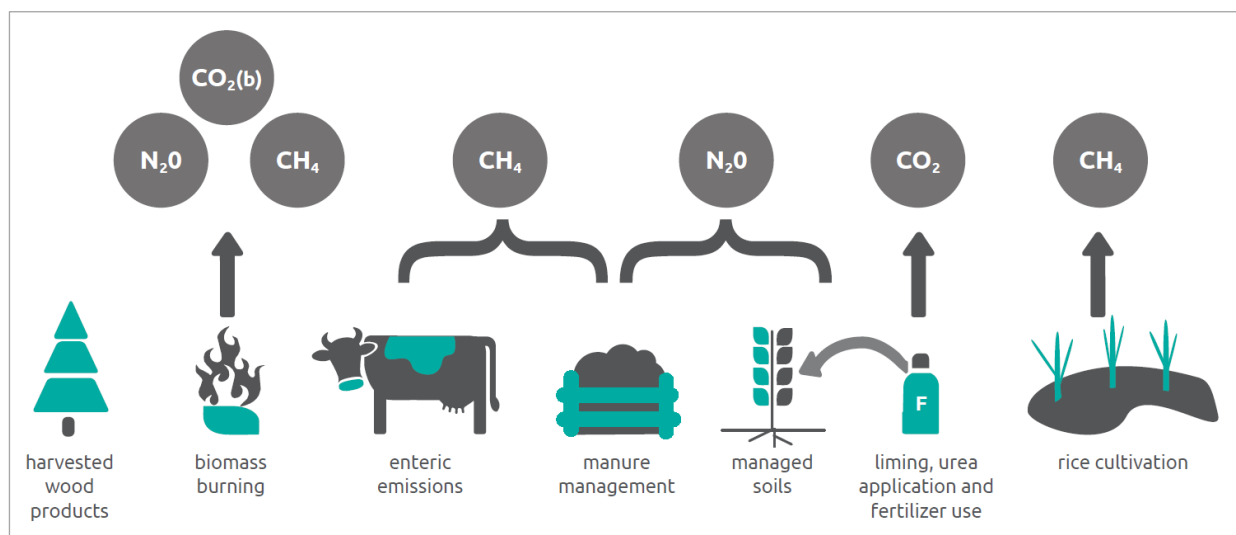 CO₂(b)
N₂0
CH₄
CH₄
N₂0
CO₂
CH₄
F
harvested
wood
products
biomass
burning
enteric
emissions
manure
management
managed
soils
liming, urea
application and
fertilizer use
rice cultivation